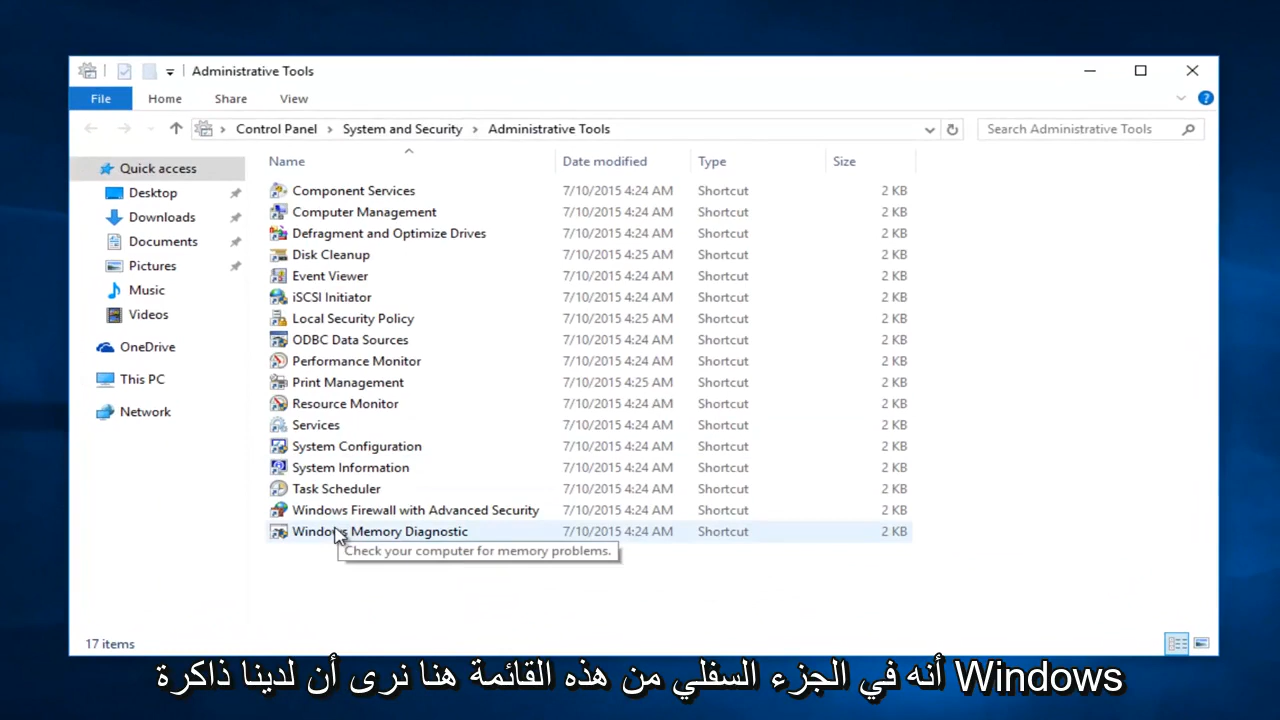 Administrative Tools
File Home Share View
Control Panel System and Security Administrative Tools Search Administrative Tools
Name Date modified Type Size
Quick access
Desktop
Downloads
Documents
Pictures
Music
Videos
OneDrive
This PC
Network
Component Services 7/10/2015 4:24 AM Shortcut 2 KB
Computer Management 7/10/2015 4:24 AM Shortcut 2 KB
Defragment and Optimize Drives 7/10/2015 4:24 AM Shortcut 2 KB
Disk Cleanup 7/10/2015 4:25 AM Shortcut 2 KB
Event Viewer 7/10/2015 4:24 AM Shortcut 2 KB
iSCSI Initiator 7/10/2015 4:24 AM Shortcut 2 KB
Local Security Policy 7/10/2015 4:25 AM Shortcut 2 KB
ODBC Data Sources 7/10/2015 4:24 AM Shortcut 2 KB
Performance Monitor 7/10/2015 4:24 AM Shortcut 2 KB
Print Management 7/10/2015 4:25 AM Shortcut 2 KB
Resource Monitor 7/10/2015 4:24 AM Shortcut 2 KB
Services 7/10/2015 4:24 AM Shortcut 2 KB
System Configuration 7/10/2015 4:24 AM Shortcut 2 KB
System Information 7/10/2015 4:24 AM Shortcut 2 KB
Task Scheduler 7/10/2015 4:24 AM Shortcut 2 KB
Windows Firewall with Advanced Security 7/10/2015 4:24 AM Shortcut 2 KB
Windows Memory Diagnostic 7/10/2015 4:24 AM Shortcut 2 KB
Check your computer for memory problems.
17 items
أنه في الجزء السفلي من هذه القائمة هنا نرى أن لدينا ذاكرة Windows